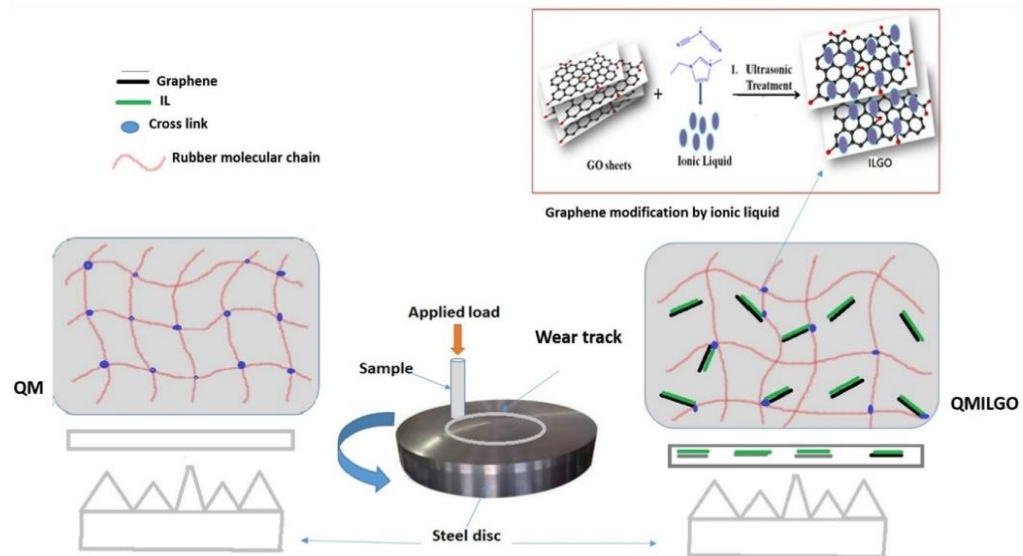 Graphene
IL
Cross link
Rubber molecular chain
GO sheets
+
Ionic Liquid
1. Ultrasonic
Treatment
ILGO
Graphene modification by ionic liquid
QM
Applied load
Sample
Wear track
QMILGO
Steel disc